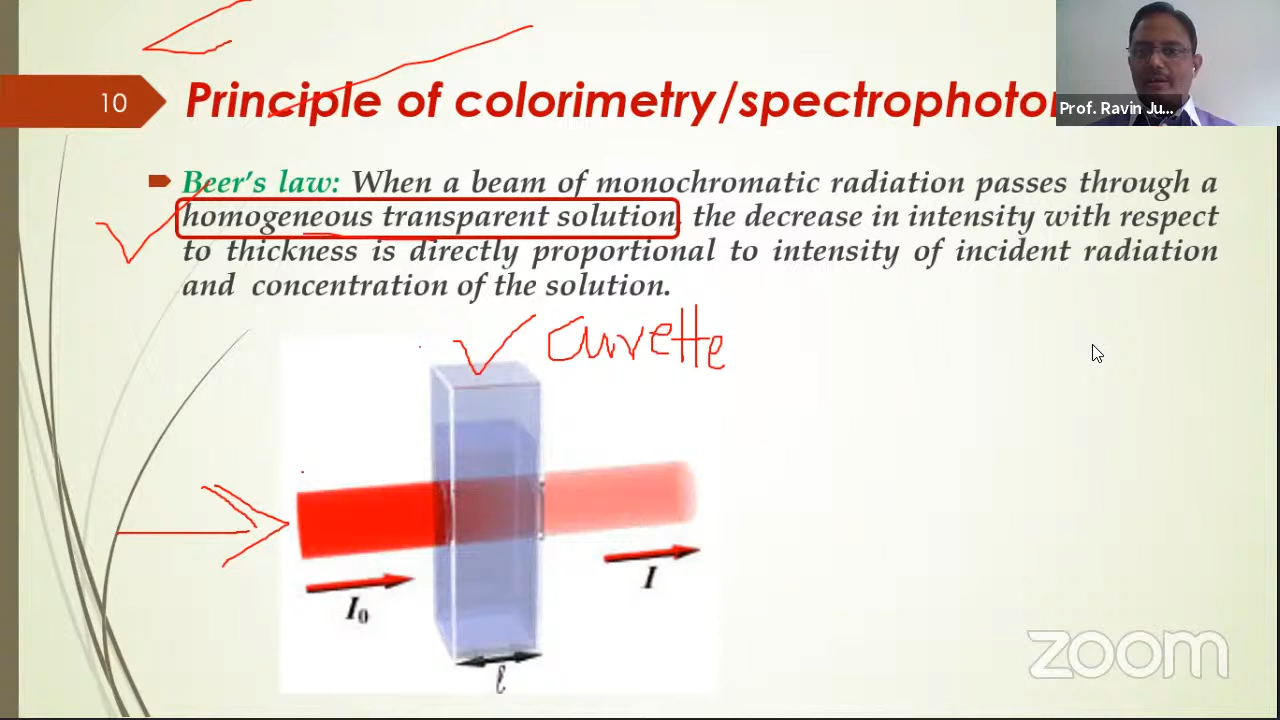 10
Principle of colorimetry/spectrophoto
Prof. Ravin Ju...
Beer's law: When a beam of monochromatic radiation passes through a
homogeneous transparent solution, the decrease in intensity with respect
to thickness is directly proportional to intensity of incident radiation
and concentration of the solution.
Cuvette
I0
I
ℓ
zoom